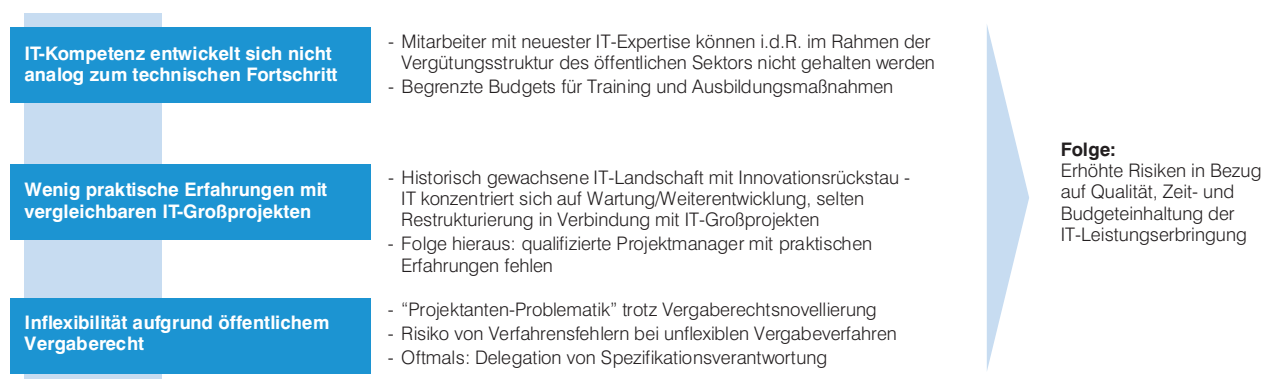 IT-Kompetenz entwickelt sich nicht
analog zum technischen Fortschritt
- Mitarbeiter mit neuester IT-Expertise können i.d.R. im Rahmen der
Vergütungsstruktur des öffentlichen Sektors nicht gehalten werden
- Begrenzte Budgets für Training und Ausbildungsmaßnahmen
Wenig praktische Erfahrungen mit
vergleichbaren IT-Großprojekten
- Historisch gewachsene IT-Landschaft mit Innovationsrückstau -
IT konzentriert sich auf Wartung/Weiterentwicklung, selten
Restrukturierung in Verbindung mit IT-Großprojekten
- Folge hieraus: qualifizierte Projektmanager mit praktischen
Erfahrungen fehlen
Inflexibilität aufgrund öffentlichem
Vergaberecht
- “Projektanten-Problematik” trotz Vergaberechtsnovellierung
- Risiko von Verfahrensfehlern bei unflexiblen Vergabeverfahren
- Oftmals: Delegation von Spezifikationsverantwortung
Folge:
Erhöhte Risiken in Bezug
auf Qualität, Zeit- und
Budgeteinhaltung der
IT-Leistungserbringung